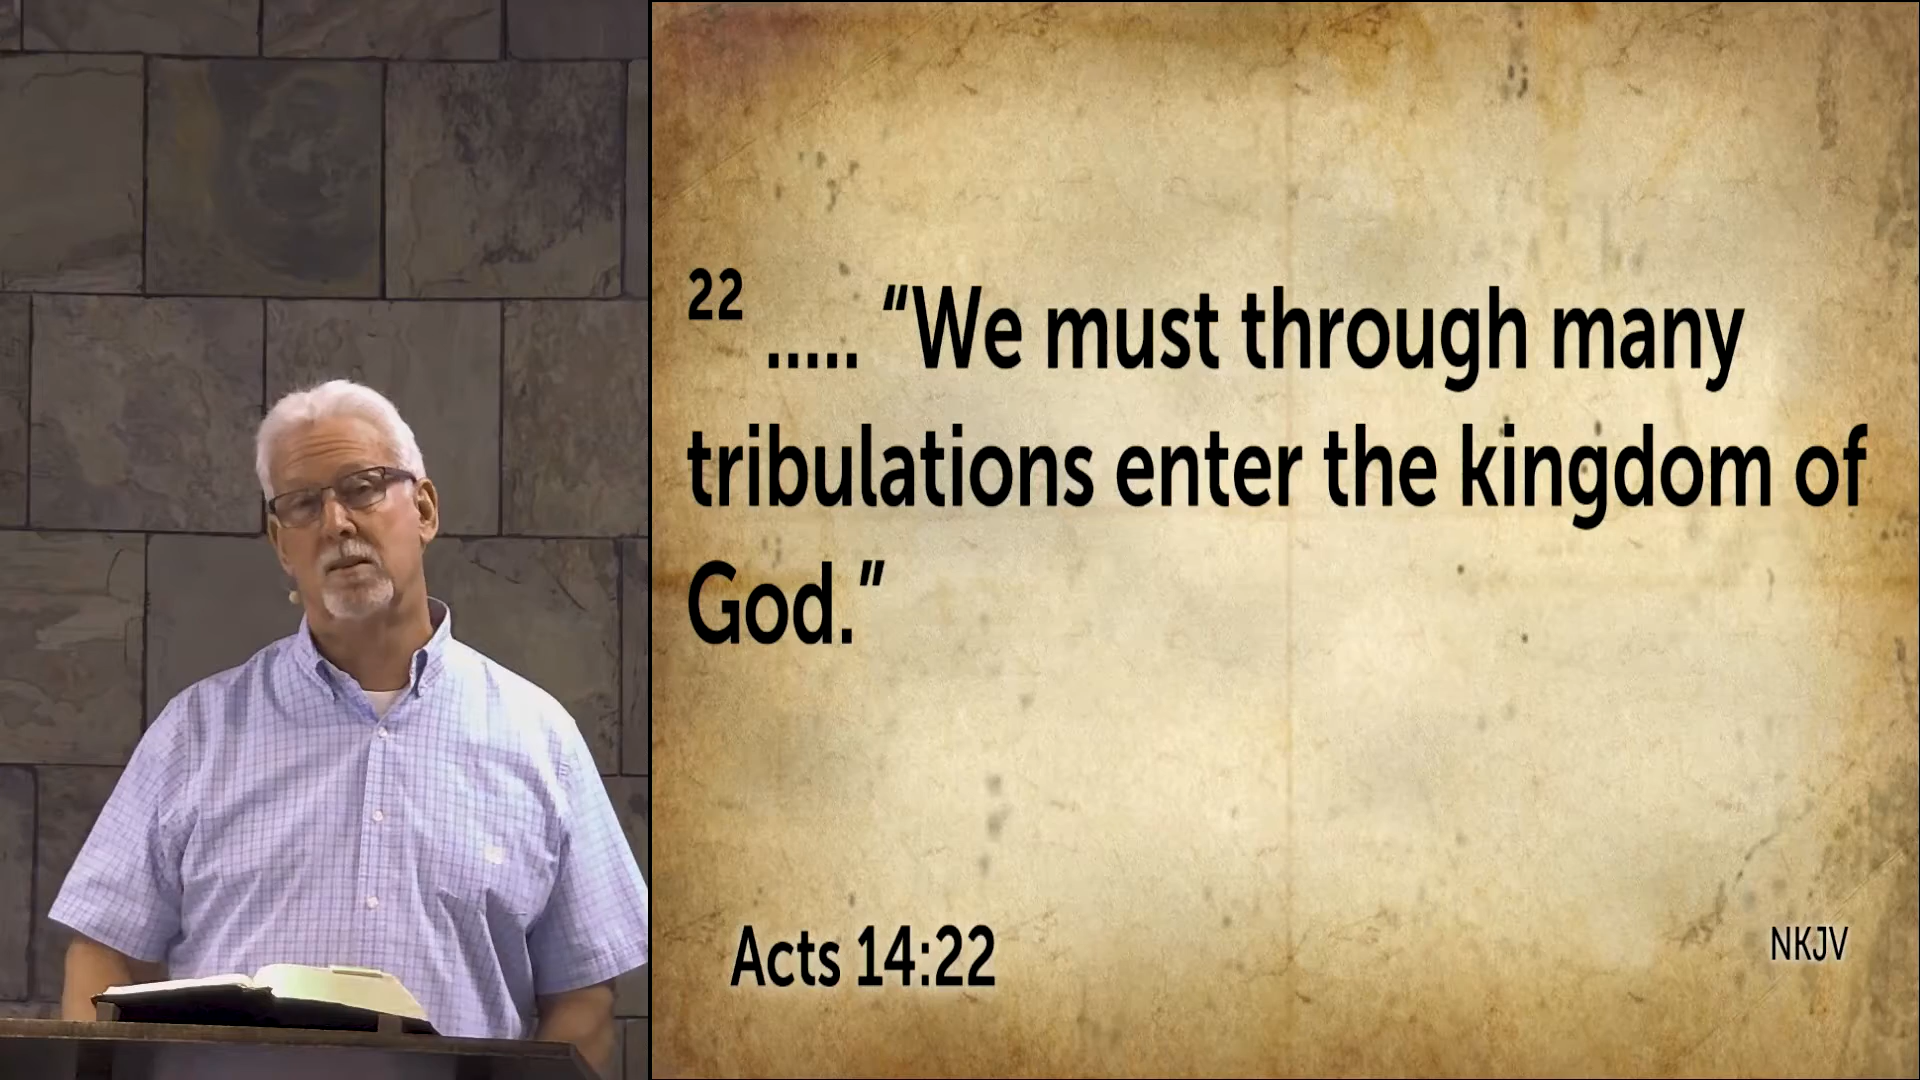 22 ..... “We must through many
tribulations enter the kingdom of
God.”
Acts 14:22
NKJV